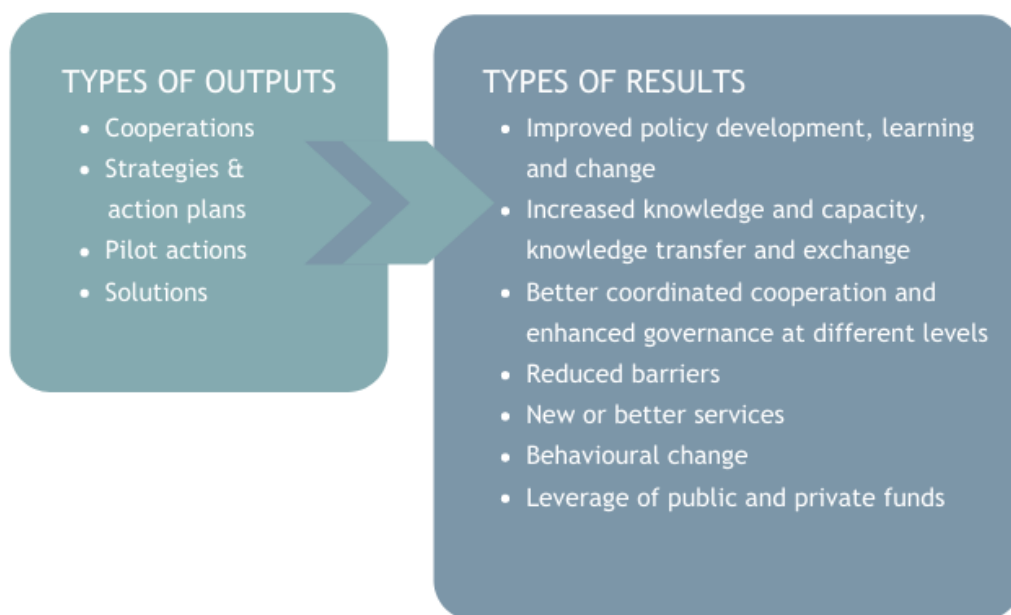 TYPES OF OUTPUTS
• Cooperations
• Strategies &
action plans
• Pilot actions
• Solutions
TYPES OF RESULTS
• Improved policy development, learning
and change
• Increased knowledge and capacity,
knowledge transfer and exchange
• Better coordinated cooperation and
enhanced governance at different levels
• Reduced barriers
• New or better services
• Behavioural change
• Leverage of public and private funds